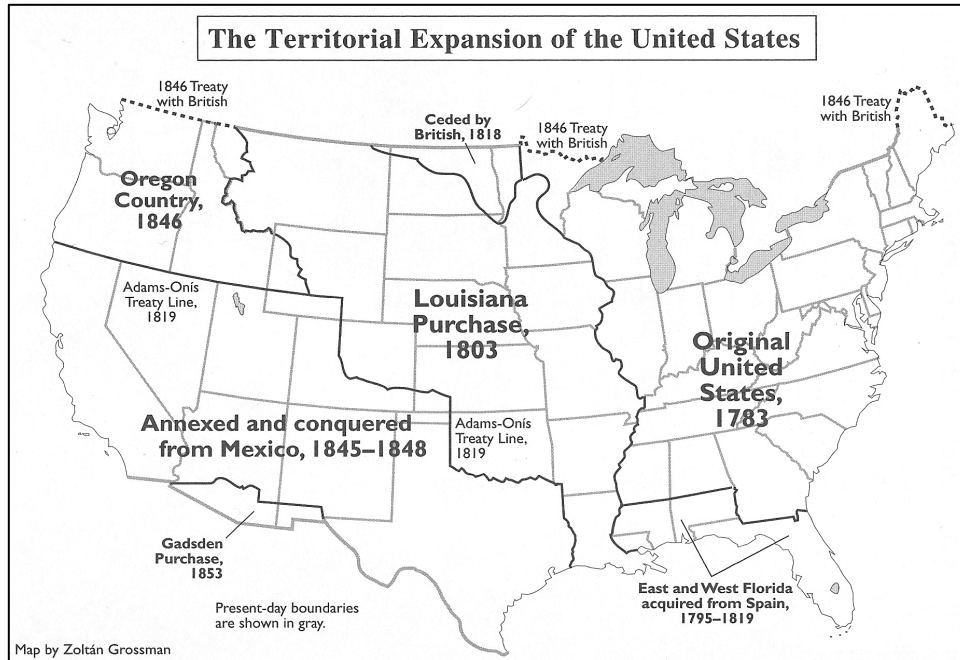 The Territorial Expansion of the United States
1846 Treaty
with British
Ceded by
British, 1818
1846 Treaty
with British
1846 Treaty
with British
Oregon
Country,
1846
Adams-Onís
Treaty Line,
1819
Louisiana
Purchase,
1803
Original
United
States,
1783
Annexed and conquered
from Mexico, 1845–1848
Adams-Onís
Treaty Line,
1819
Gadsden
Purchase,
1853
East and West Florida
acquired from Spain,
1795–1819
Present-day boundaries
are shown in gray.
Map by Zoltán Grossman